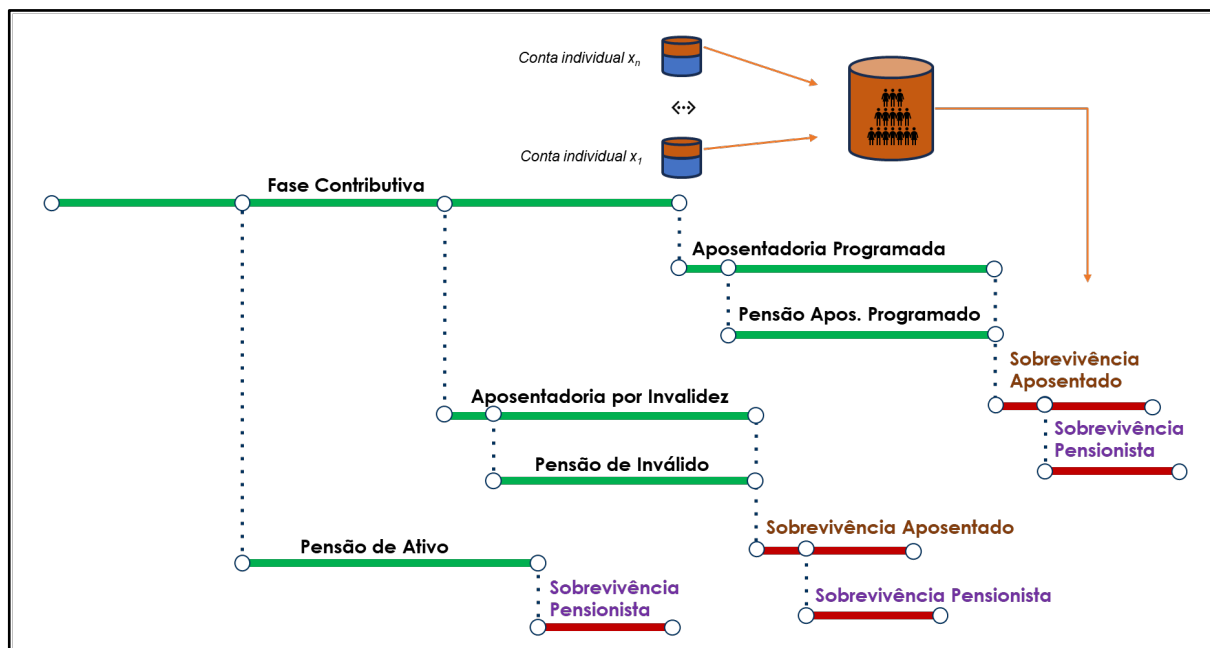 Conta individual xn
Conta individual x1
Fase Contributiva
Aposentadoria Programada
Pensão Apos. Programado
Sobrevivência
Aposentado
Aposentadoria por Invalidez
Sobrevivência
Pensionista
Pensão de Inválido
Sobrevivência Aposentado
Pensão de Ativo
Sobrevivência
Pensionista
Sobrevivência Pensionista